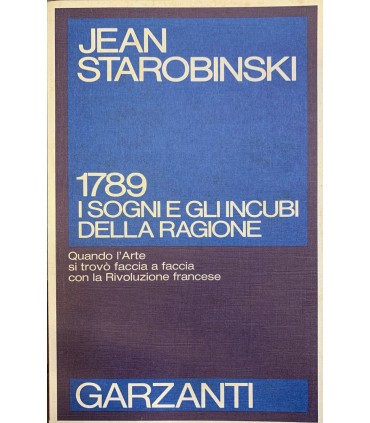 JEAN
STAROBINSKI
1789
I SOGNI E GLI INCUBI
DELLA RAGIONE
Quando l'Arte
si trovò faccia a faccia
con la Rivoluzione francese
GARZANTI